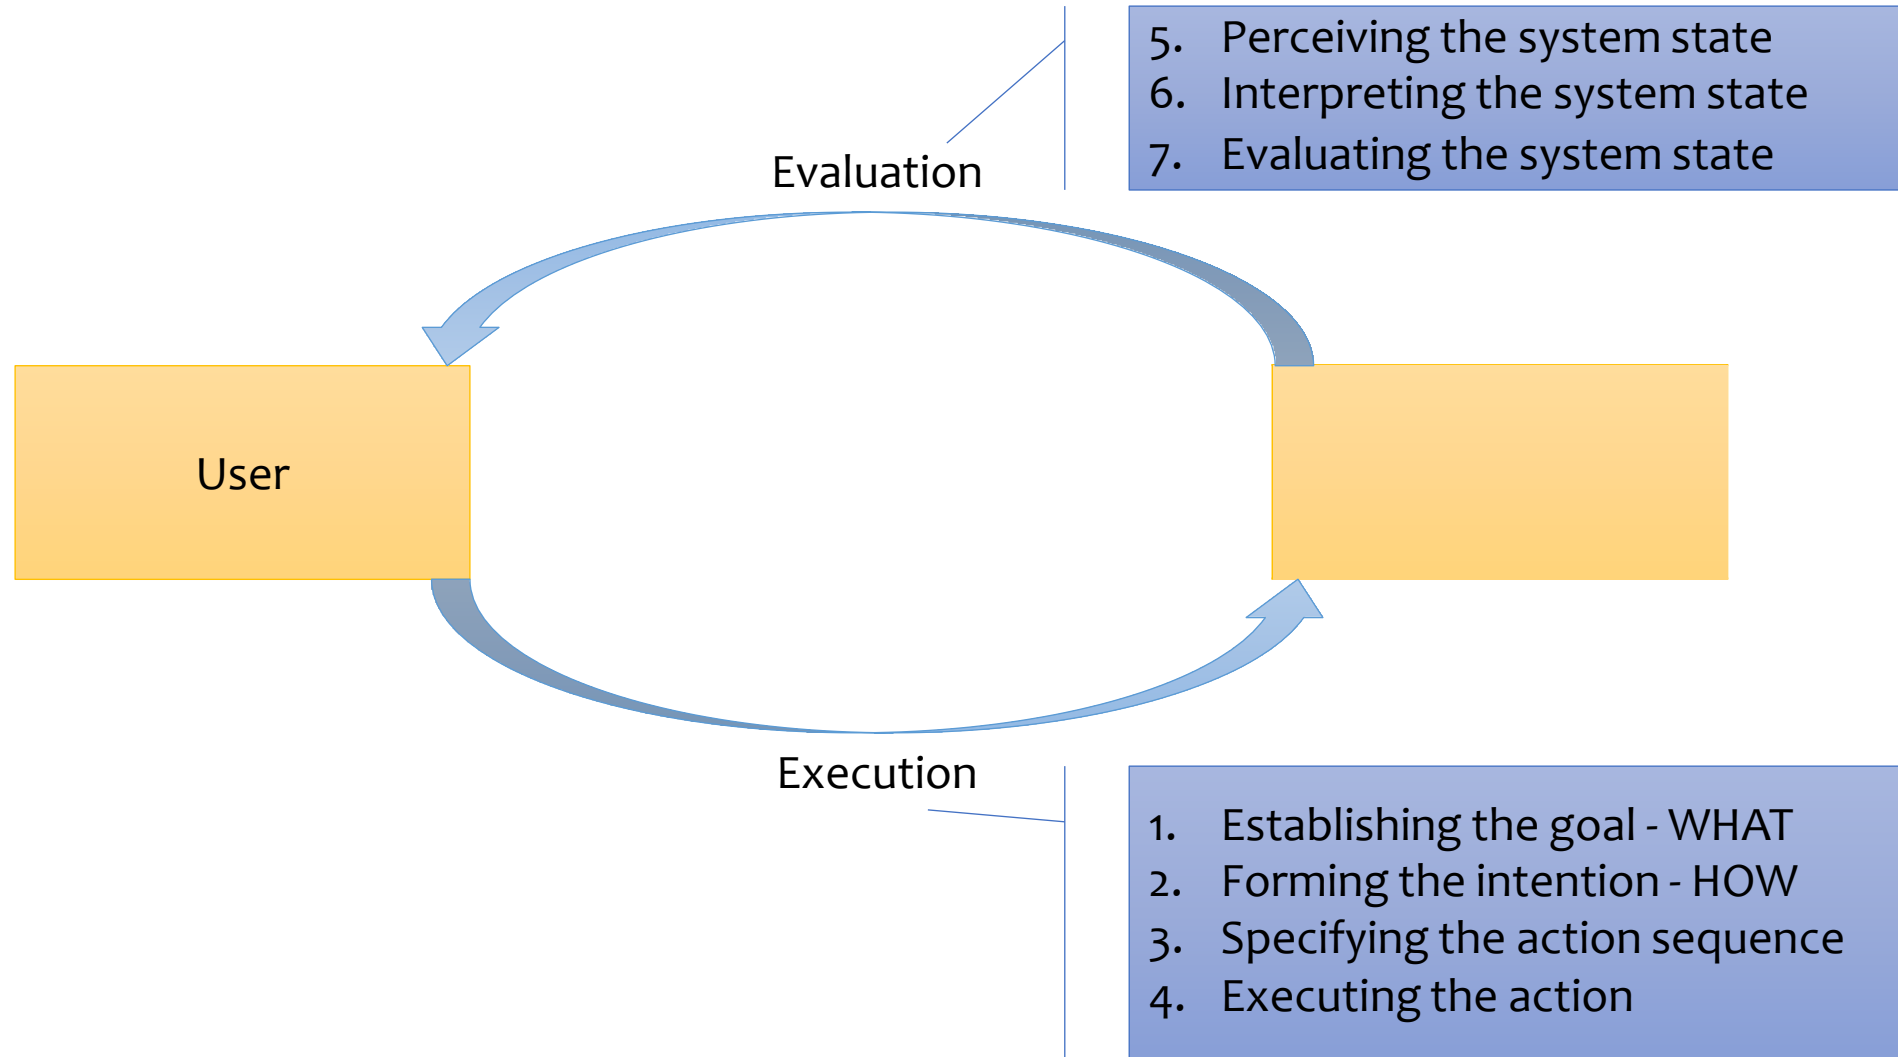 5. Perceiving the system state
6. Interpreting the system state
7. Evaluating the system state
Evaluation
User
Execution
1. Establishing the goal - WHAT
2. Forming the intention - HOW
3. Specifying the action sequence
4. Executing the action